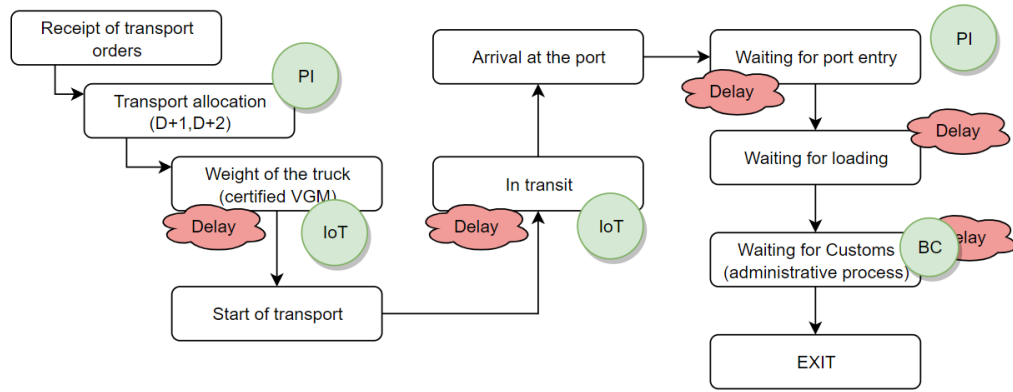 Receipt of transport
orders
PI
Transport allocation
(D+1,D+2)
Weight of the truck
(certified VGM)
Delay
IoT
Start of transport
Arrival at the port
In transit
Delay
IoT
PI
Waiting for port entry
Delay
Delay
Waiting for loading
Waiting for Customs
(administrative process)
BC
Delay
EXIT